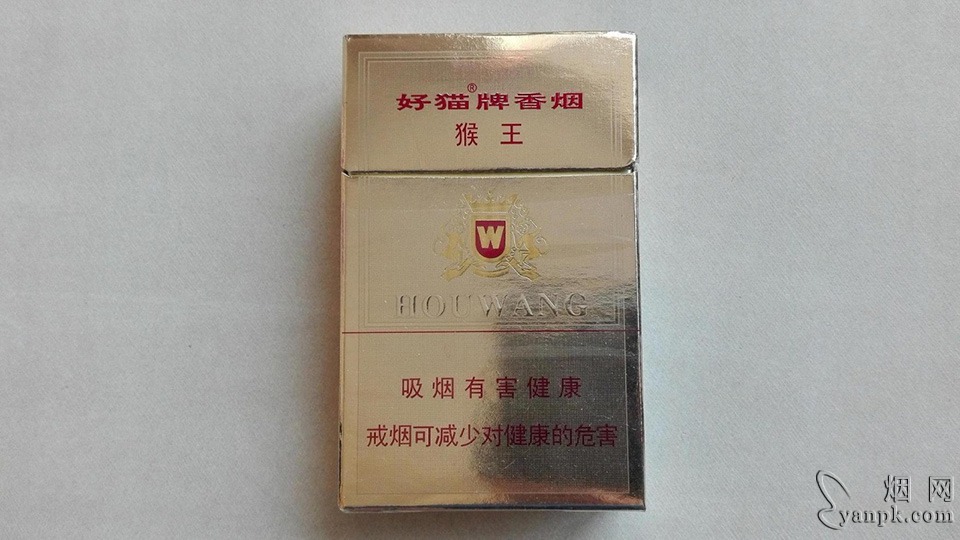 好猫®牌香烟
猴王
W
HOUWANG
吸烟有害健康
戒烟可减少对健康的危害
烟网
yanpk.com